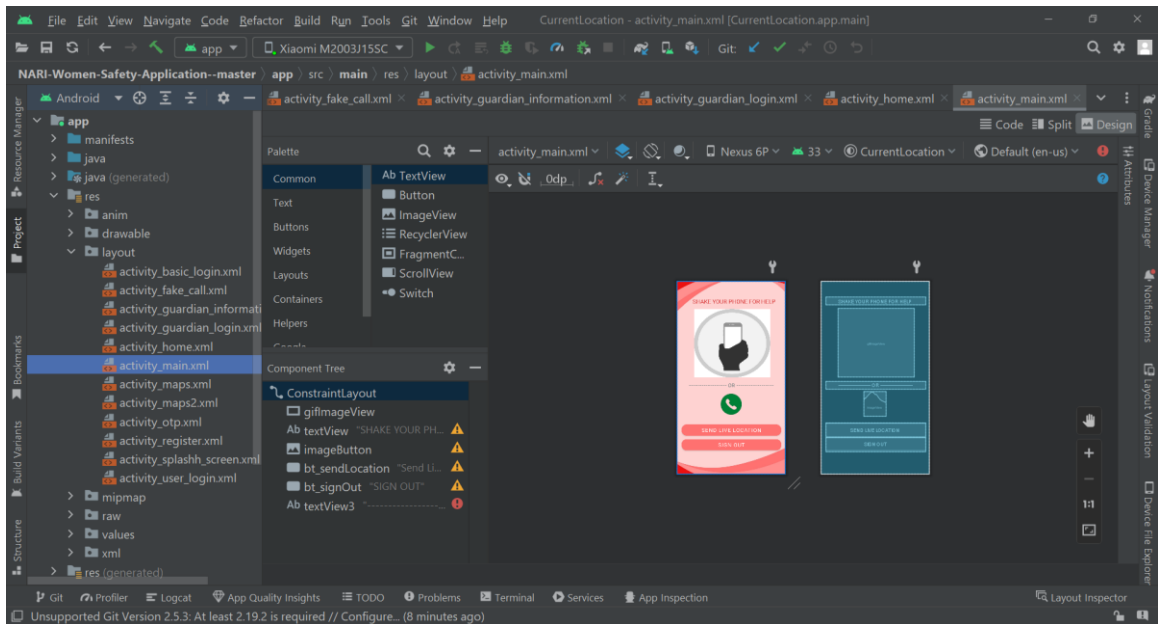 File Edit View Navigate Code Refactor Build Run Tools Git Window Help CurrentLocation - activity_main.xml [CurrentLocation.app.main]
app Xiaomi M2003J15SC Git:
NARI-Women-Safety-Application--master app src main res layout activity_main.xml
Android activity_fake_call.xml activity_guardian_information.xml activity_guardian_login.xml activity_home.xml activity_main.xml
Code Split Design
app
manifests
java
java (generated)
res
anim
drawable
layout
activity_basic_login.xml
activity_fake_call.xml
activity_guardian_informati
activity_guardian_login.xml
activity_home.xml
activity_main.xml
activity_maps.xml
activity_maps2.xml
activity_otp.xml
activity_register.xml
activity_splashh_screen.xml
activity_user_login.xml
mipmap
raw
values
xml
res (generated)
Palette
Common
Text
Buttons
Widgets
Layouts
Containers
Helpers
Google
Ab TextView
Button
ImageView
RecyclerView
FragmentC...
ScrollView
Switch
activity_main.xml Nexus 6P 33 CurrentLocation Default (en-us)
0dp
Component Tree
ConstraintLayout
gifImageView
Ab textView "SHAKE YOUR PH...
imageButton
bt_sendLocation "Send Li...
bt_signOut "SIGN OUT"
Ab textView3 "-----------------...
SHAKE YOUR PHONE FOR HELP
OR
SEND LIVE LOCATION
SIGN OUT
SHAKE YOUR PHONE FOR HELP
OR
SEND LIVE LOCATION
SIGN OUT
1:1
Resource Manager
Project
Bookmarks
Build Variants
Structure
Gradle
Attributes
Device Manager
Notifications
Layout Validation
Device File Explorer
Git Profiler Logcat App Quality Insights TODO Problems Terminal Services App Inspection Layout Inspector
Unsupported Git Version 2.5.3: At least 2.19.2 is required // Configure... (8 minutes ago)